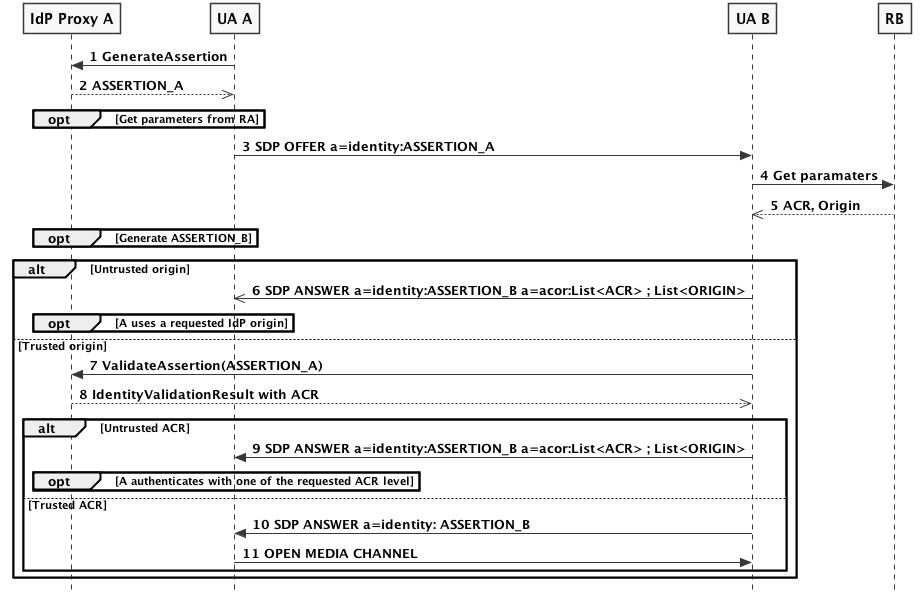 IdP Proxy A
UA A
UA B
RB
1 GenerateAssertion
2 ASSERTION_A
opt [Get parameters from RA]
3 SDP OFFER a=identity:ASSERTION_A
4 Get paramaters
5 ACR, Origin
opt [Generate ASSERTION_B]
alt [Untrusted origin]
6 SDP ANSWER a=identity:ASSERTION_B a=acor:List<ACR> ; List<ORIGIN>
opt [A uses a requested IdP origin]
[Trusted origin]
7 ValidateAssertion(ASSERTION_A)
8 IdentityValidationResult with ACR
alt [Untrusted ACR]
9 SDP ANSWER a=identity:ASSERTION_B a=acor:List<ACR> ; List<ORIGIN>
opt [A authenticates with one of the requested ACR level]
[Trusted ACR]
10 SDP ANSWER a=identity: ASSERTION_B
11 OPEN MEDIA CHANNEL